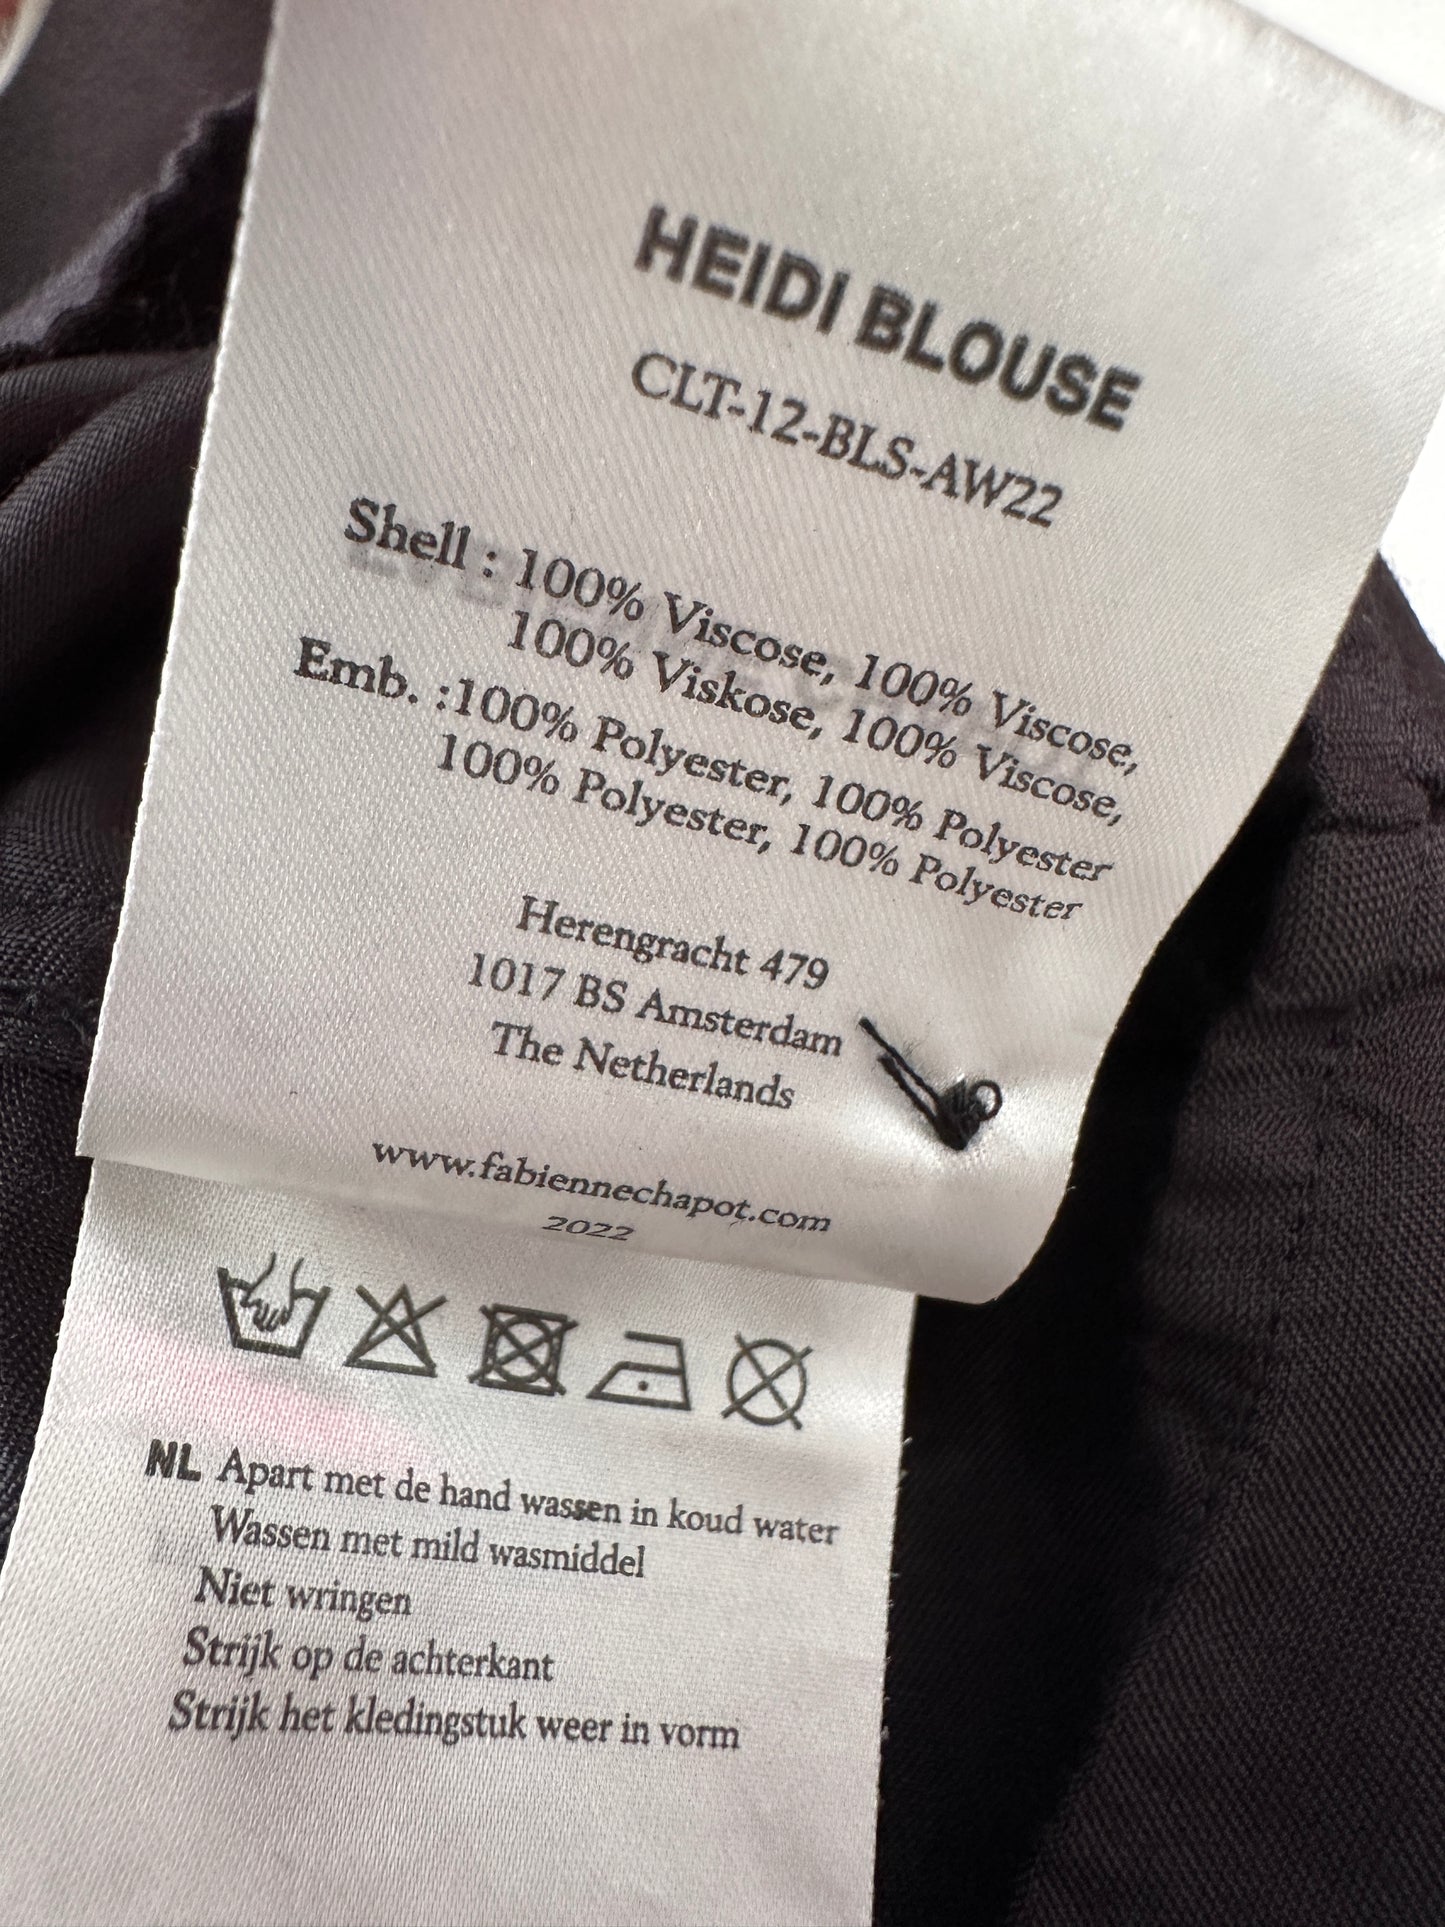 HEIDI BLOUSE
CLT-12-BLS-AW22
Shell : 100% Viscose, 100% Viscose,
100% Viskose, 100% Viscose,
Emb. :100% Polyester, 100% Polyester
100% Polyester, 100% Polyester
Herengracht 479
1017 BS Amsterdam
The Netherlands
www.fabiennechapot.com
2022
NL Apart met de hand wassen in koud water
Wassen met mild wasmiddel
Niet wringen
Strijk op de achterkant
Strijk het kledingstuk weer in vorm